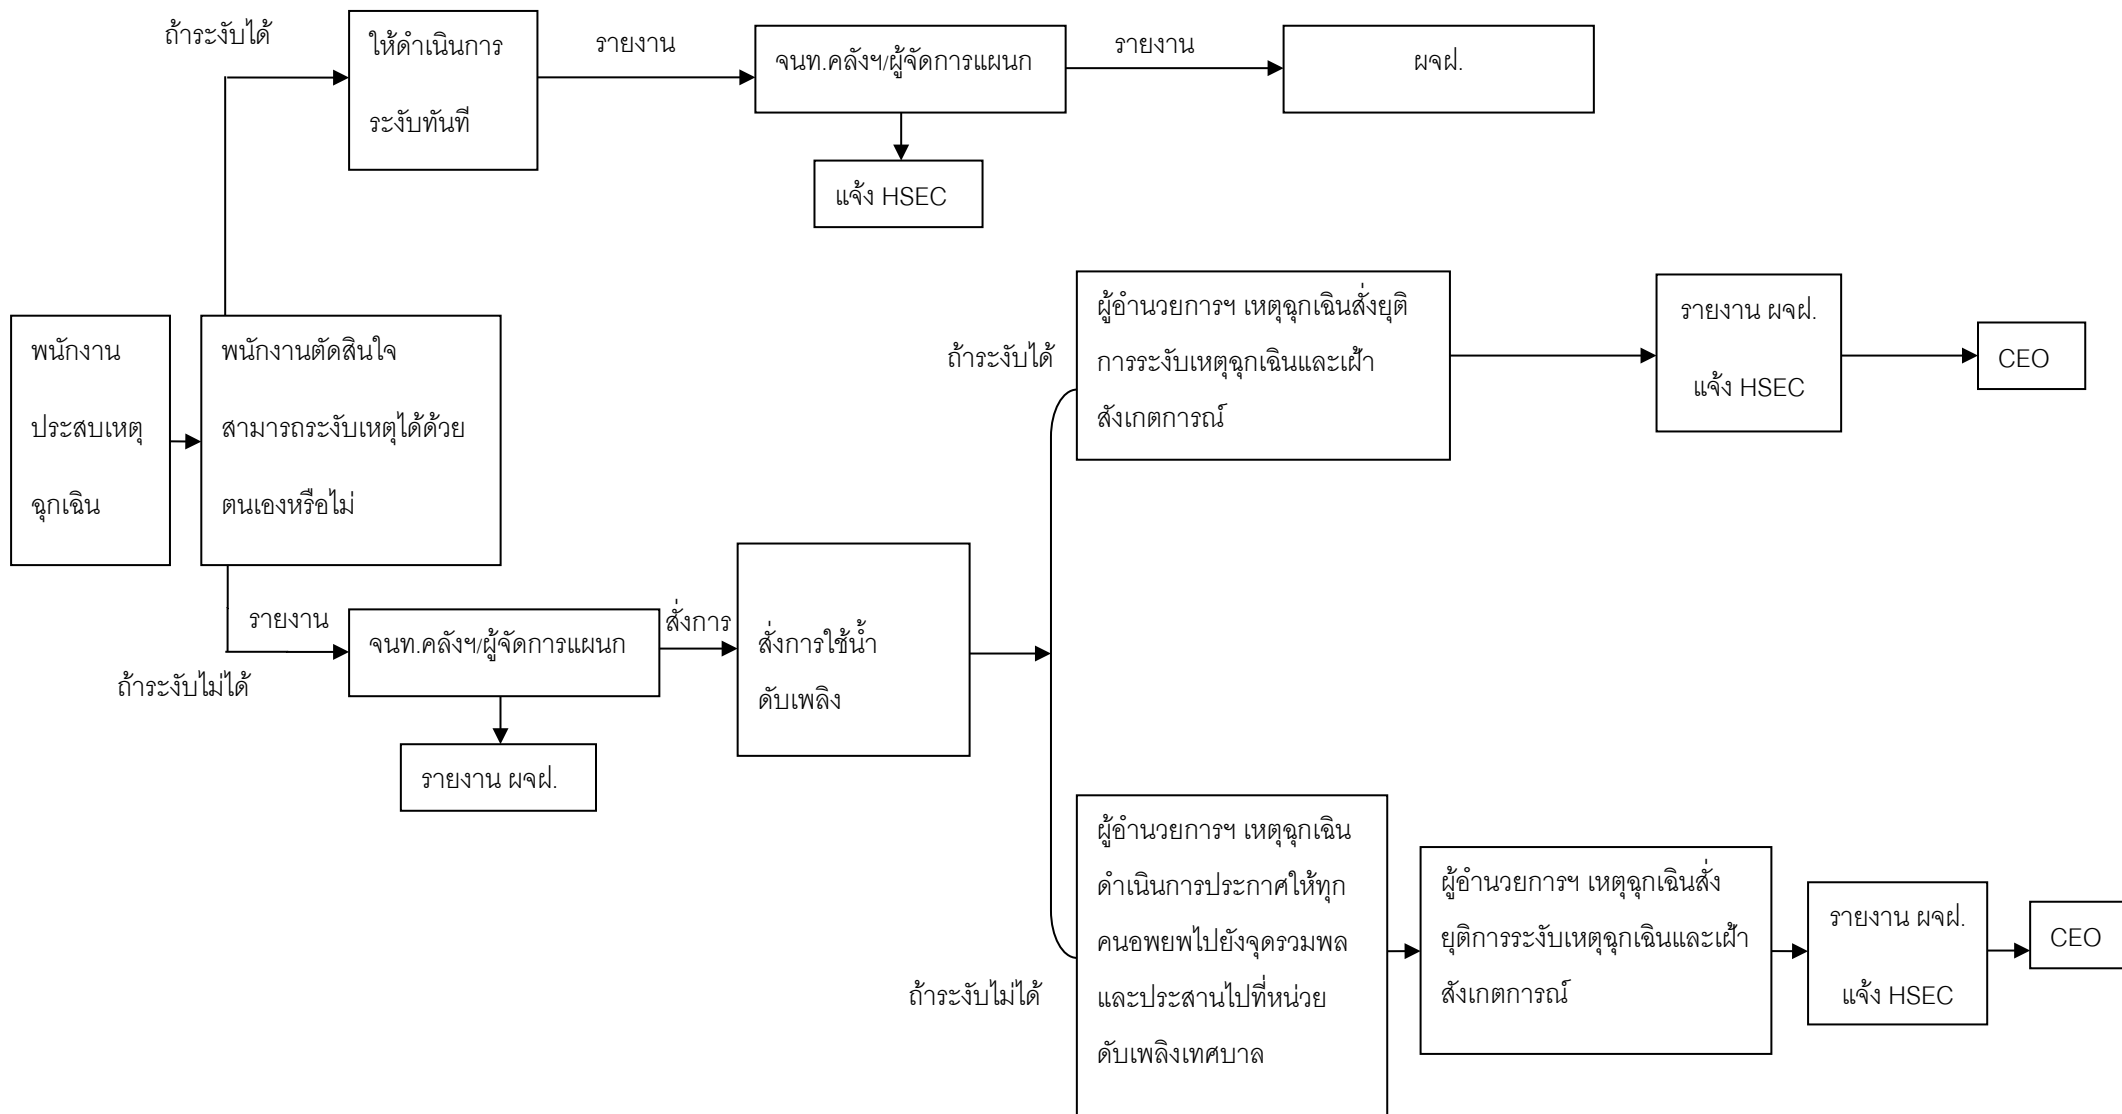 ถ้าระงับได้
ให้ดำเนินการ
ระงับทันที
รายงาน
จนท.คลังฯ/ผู้จัดการแผนก
รายงาน
ผจฝ.
แจ้ง HSEC
พนักงาน
ประสบเหตุ
ฉุกเฉิน
พนักงานตัดสินใจ
สามารถระงับเหตุได้ด้วย
ตนเองหรือไม่
ถ้าระงับไม่ได้
รายงาน
จนท.คลังฯ/ผู้จัดการแผนก
รายงาน ผจฝ.
สั่งการ
สั่งการใช้น้ำ
ดับเพลิง
ถ้าระงับได้
ผู้อำนวยการฯ เหตุฉุกเฉินสั่งยุติ
การระงับเหตุฉุกเฉินและเฝ้า
สังเกตการณ์
รายงาน ผจฝ.
แจ้ง HSEC
CEO
ถ้าระงับไม่ได้
ผู้อำนวยการฯ เหตุฉุกเฉิน
ดำเนินการประกาศให้ทุก
คนอพยพไปยังจุดรวมพล
และประสานไปที่หน่วย
ดับเพลิงเทศบาล
ผู้อำนวยการฯ เหตุฉุกเฉินสั่ง
ยุติการระงับเหตุฉุกเฉินและเฝ้า
สังเกตการณ์
รายงาน ผจฝ.
แจ้ง HSEC
CEO